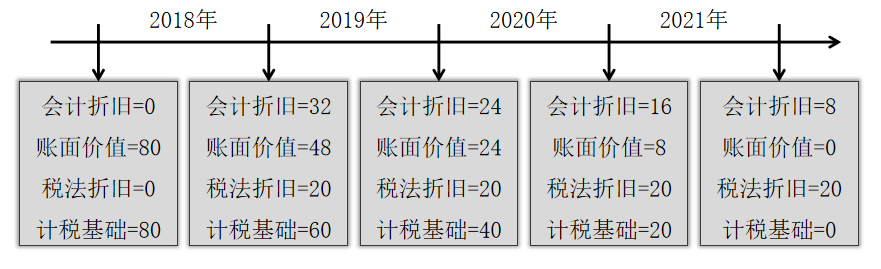 2018年 2019年 2020年 2021年
会计折旧=0
账面价值=80
税法折旧=0
计税基础=80
会计折旧=32
账面价值=48
税法折旧=20
计税基础=60
会计折旧=24
账面价值=24
税法折旧=20
计税基础=40
会计折旧=16
账面价值=8
税法折旧=20
计税基础=20
会计折旧=8
账面价值=0
税法折旧=20
计税基础=0